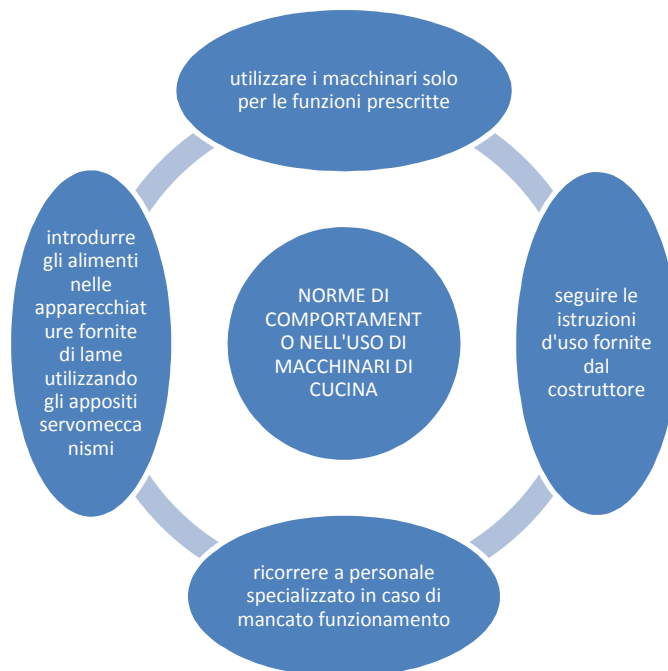 utilizzare i macchinari solo
per le funzioni prescritte
introdurre
gli alimenti
nelle
apparecchiat
ure fornite
di lame
utilizzando
gli appositi
servomecca
nismi
NORME DI
COMPORTAMENT
O NELL'USO DI
MACCHINARI DI
CUCINA
seguire le
istruzioni
d'uso fornite
dal
costruttore
ricorrere a personale
specializzato in caso di
mancato funzionamento